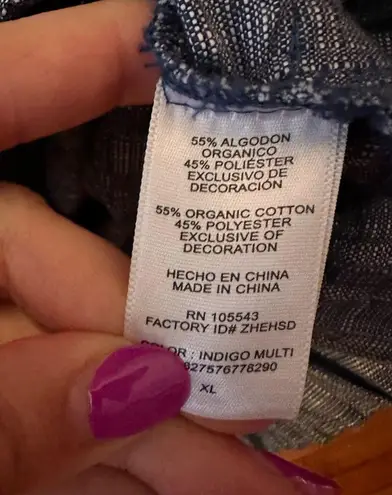 55% ALGODON
ORGANICO
45% POLIÉSTER
EXCLUSIVO DE
DECORACIÓN
55% ORGANIC COTTON
45% POLYESTER
EXCLUSIVE OF
DECORATION
HECHO EN CHINA
MADE IN CHINA
RN 105543
FACTORY ID# ZHEHSD
: INDIGO MULTI
XL